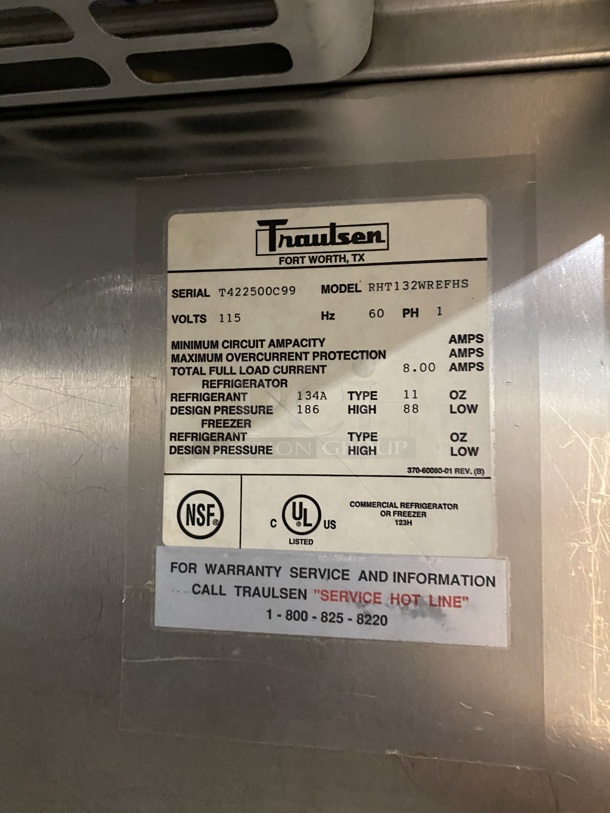 Traulsen
FORT WORTH, TX
SERIAL T422500C99 MODEL RHT132WREFHS
VOLTS 115 Hz 60 PH 1
MINIMUM CIRCUIT AMPACITY AMPS
MAXIMUM OVERCURRENT PROTECTION AMPS
TOTAL FULL LOAD CURRENT 8.00 AMPS
REFRIGERATOR
REFRIGERANT 134A TYPE 11 OZ
DESIGN PRESSURE 186 HIGH 88 LOW
FREEZER
REFRIGERANT TYPE OZ
DESIGN PRESSURE HIGH LOW
370-60080-01 REV. (B)
NSF®
C UL® US
LISTED
COMMERCIAL REFRIGERATOR
OR FREEZER
123H
FOR WARRANTY SERVICE AND INFORMATION
CALL TRAULSEN "SERVICE HOT LINE"
1 - 800 - 825 - 8220